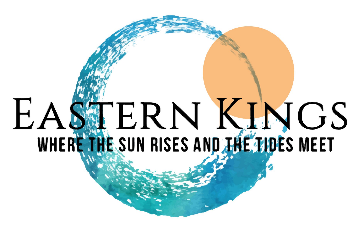 EASTERN KINGS
WHERE THE SUN RISES AND THE TIDES MEET